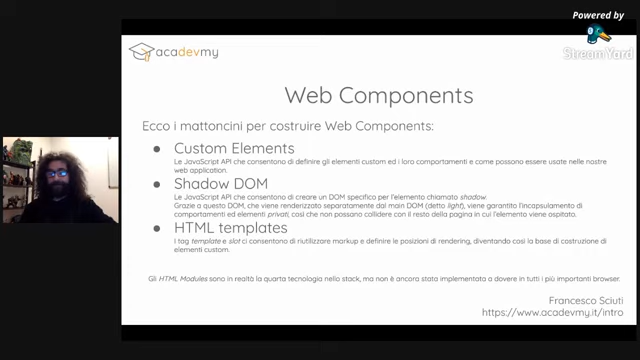 Powered by
StreamYard
acadevmy
Web Components
Ecco i mattoncini per costruire Web Components:
● Custom Elements
Le JavaScript API che consentono di definire gli elementi custom ed i loro comportamenti e come possono essere usate nelle nostre
web application.
● Shadow DOM
Le JavaScript API che consentono di creare un DOM specifico per l'elemento chiamato shadow.
Grazie a questo DOM, che viene renderizzato separatamente dal main DOM (detto light), viene garantito l'incapsulamento di
comportamenti ed elementi privati, così che non possano collidere con il resto della pagina in cui l'elemento viene ospitato.
● HTML templates
I tag template e slot ci consentono di riutilizzare markup e definire le posizioni di rendering, diventando così la base di costruzione di
elementi custom.
Gli HTML Modules sono in realtà la quarta tecnologia nello stack, ma non è ancora stata implementata a dovere in tutti i più importanti browser.
Francesco Sciuti
https://www.acadevmy.it/intro